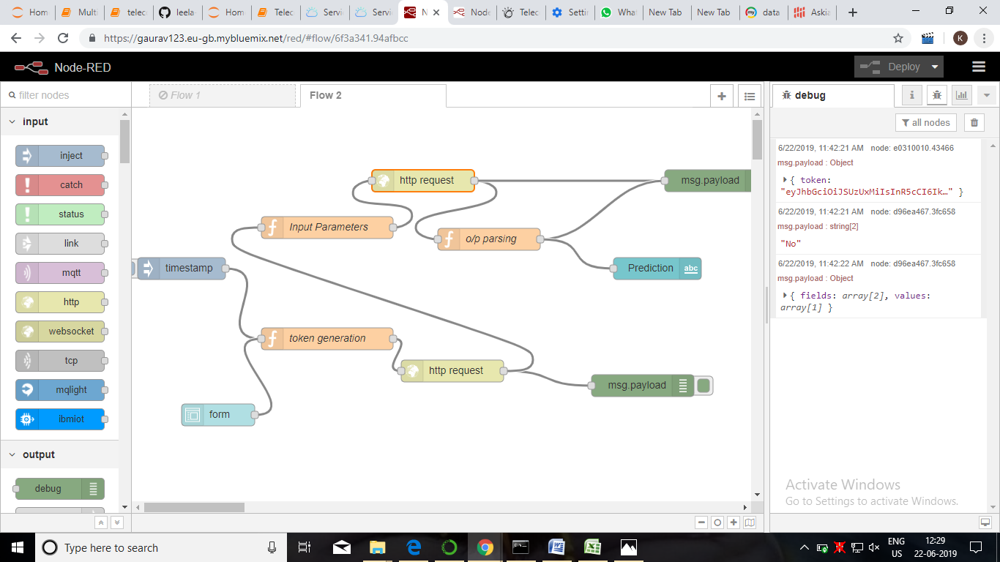 Hom
Multi
telec
leela-
Hom
Telec
Servic
Servic
N
Node
Telec
Settin
What
New Tab
New Tab
my
data
Askia
https://gaurav123.eu-gb.mybluemix.net/red/#flow/6f3a341.94afbcc
K
Node-RED
Deploy
filter nodes
Flow 1
Flow 2
debug
i
input
all nodes
inject
catch
status
link
mqtt
http
websocket
tcp
mqlight
ibmiot
output
debug
http request
msg.payload
Input Parameters
o/p parsing
timestamp
Prediction
abc
token generation
http request
msg.payload
form
6/22/2019, 11:42:21 AM node: e0310010.43466
msg.payload : Object
{ token:
"eyJhbGciOiJSUzUxMiIsInR5cCI6Ik…" }
6/22/2019, 11:42:21 AM node: d96ea467.3fc658
msg.payload : string[2]
"No"
6/22/2019, 11:42:22 AM node: d96ea467.3fc658
msg.payload : Object
{ fields: array[2], values:
array[1] }
Activate Windows
Go to Settings to activate Windows.
Type here to search
ENG
US
12:29
22-06-2019